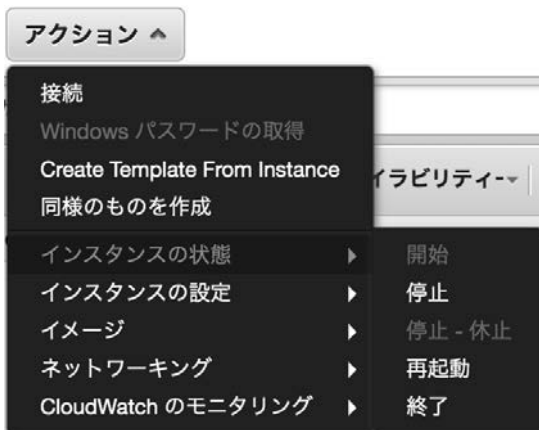 アクション
接続
Windows パスワードの取得
Create Template From Instance
同様のものを作成
イラビリティ-
インスタンスの状態
インスタンスの設定
イメージ
ネットワーキング
CloudWatch のモニタリング
開始
停止
停止 - 休止
再起動
終了